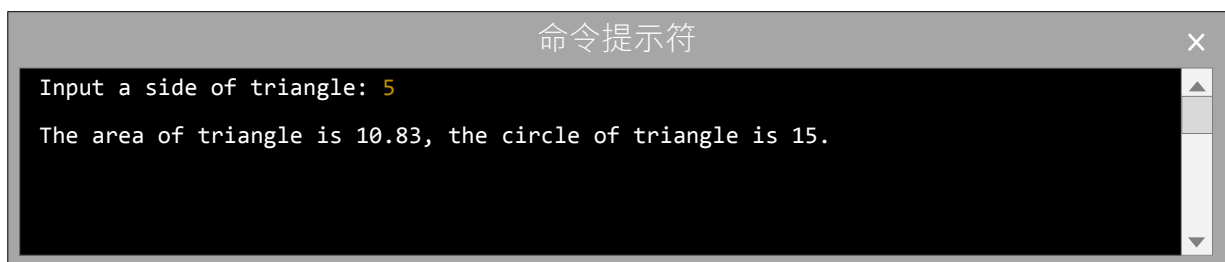 命令提示符
Input a side of triangle: 5
The area of triangle is 10.83, the circle of triangle is 15.